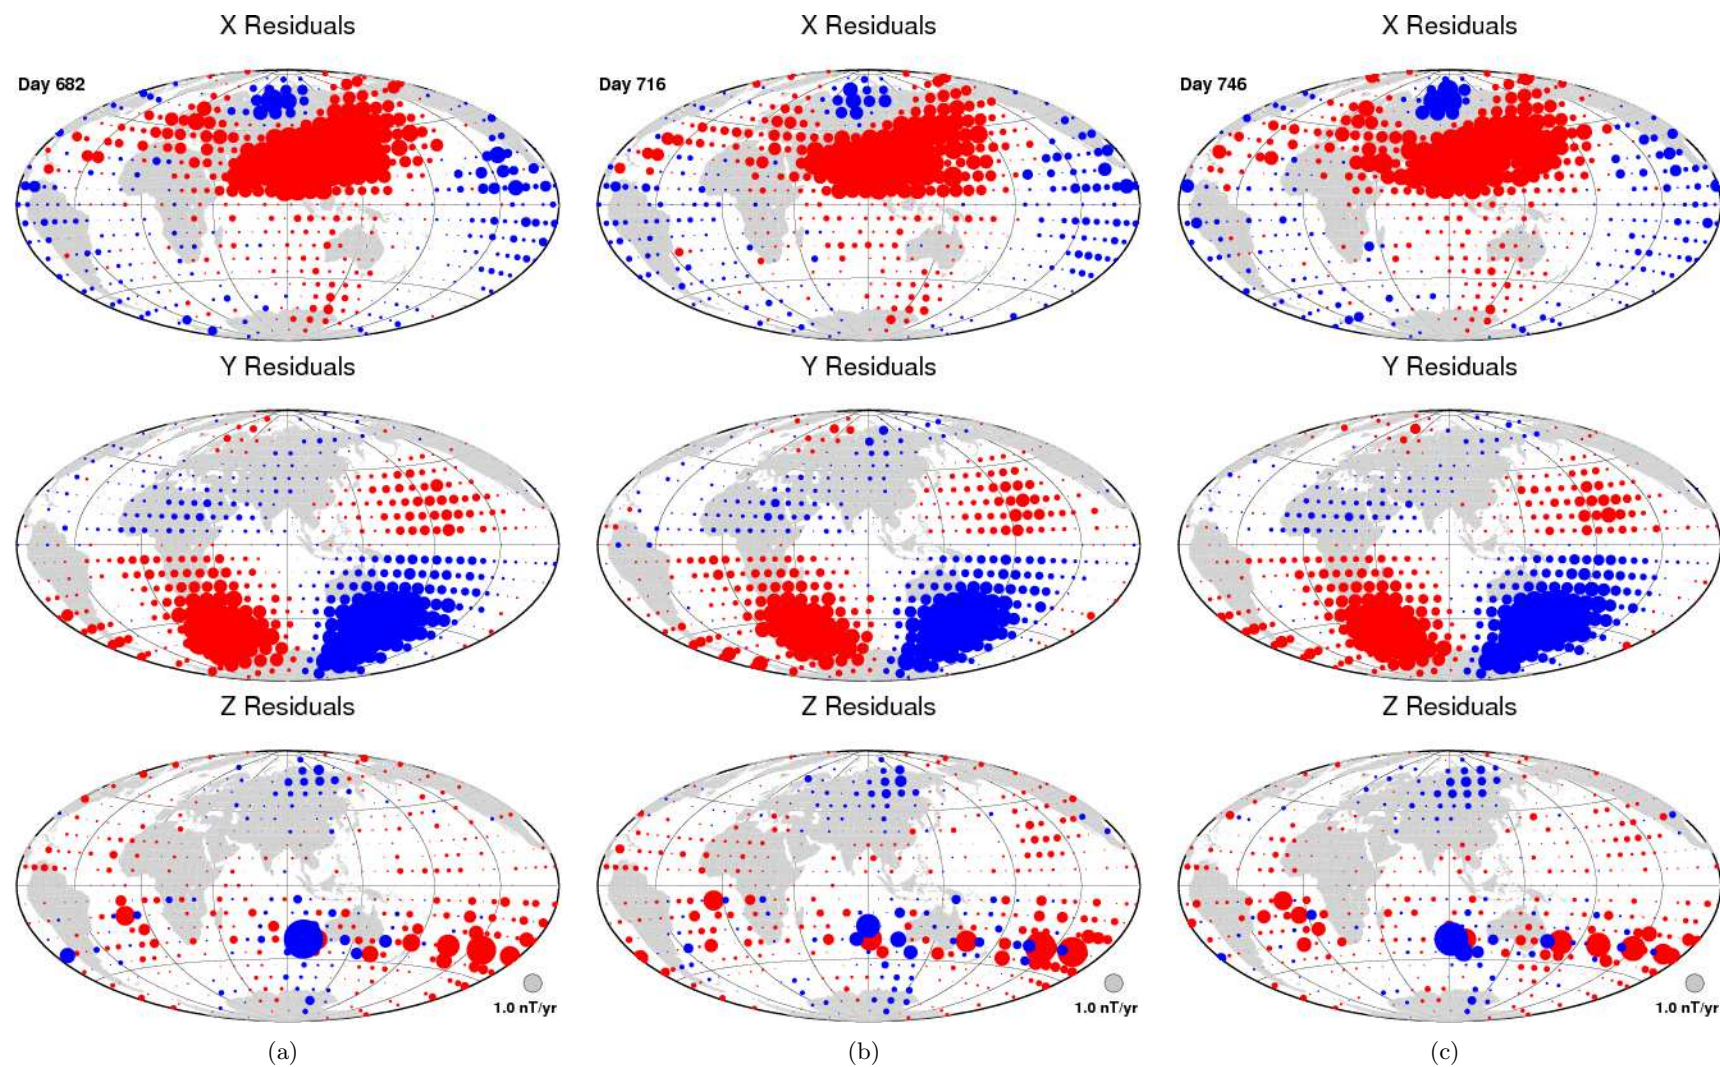 X Residuals
X Residuals
X Residuals
Day 682
Day 716
Day 746
Y Residuals
Y Residuals
Y Residuals
Z Residuals
Z Residuals
Z Residuals
1.0 nT/yr
1.0 nT/yr
1.0 nT/yr
(a)
(b)
(c)